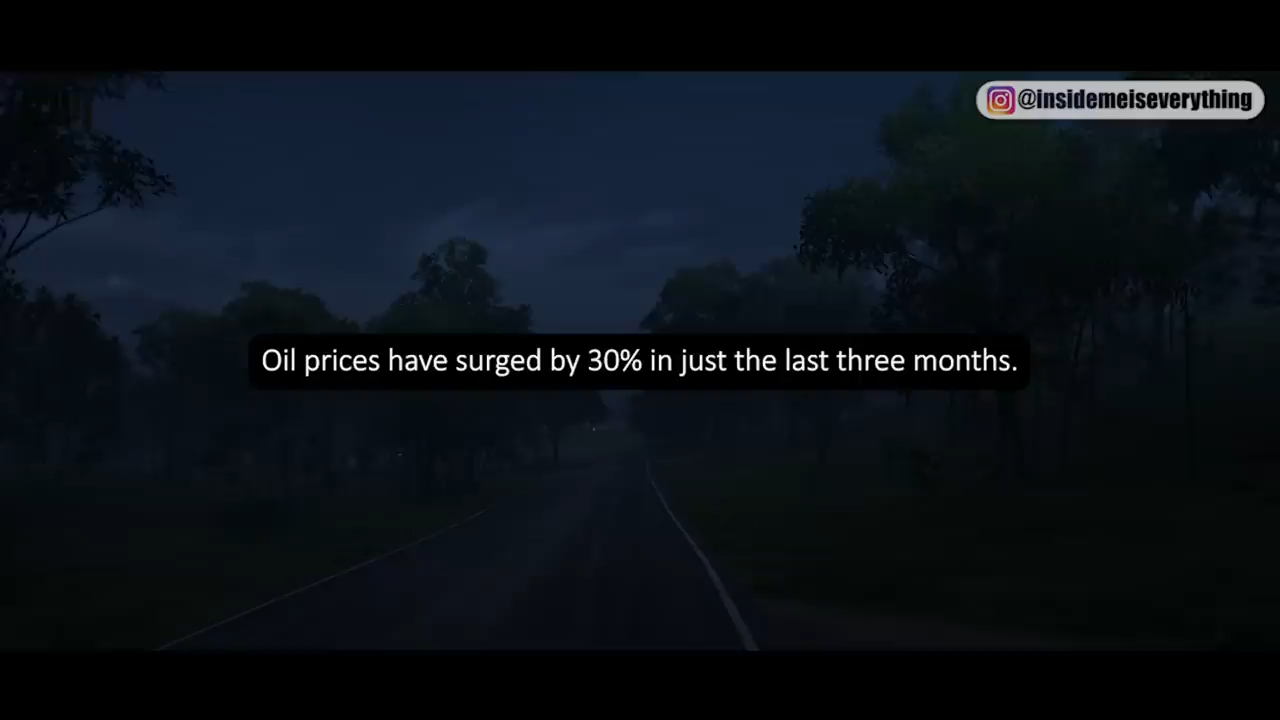 @insidemeiseverything
Oil prices have surged by 30% in just the last three months.